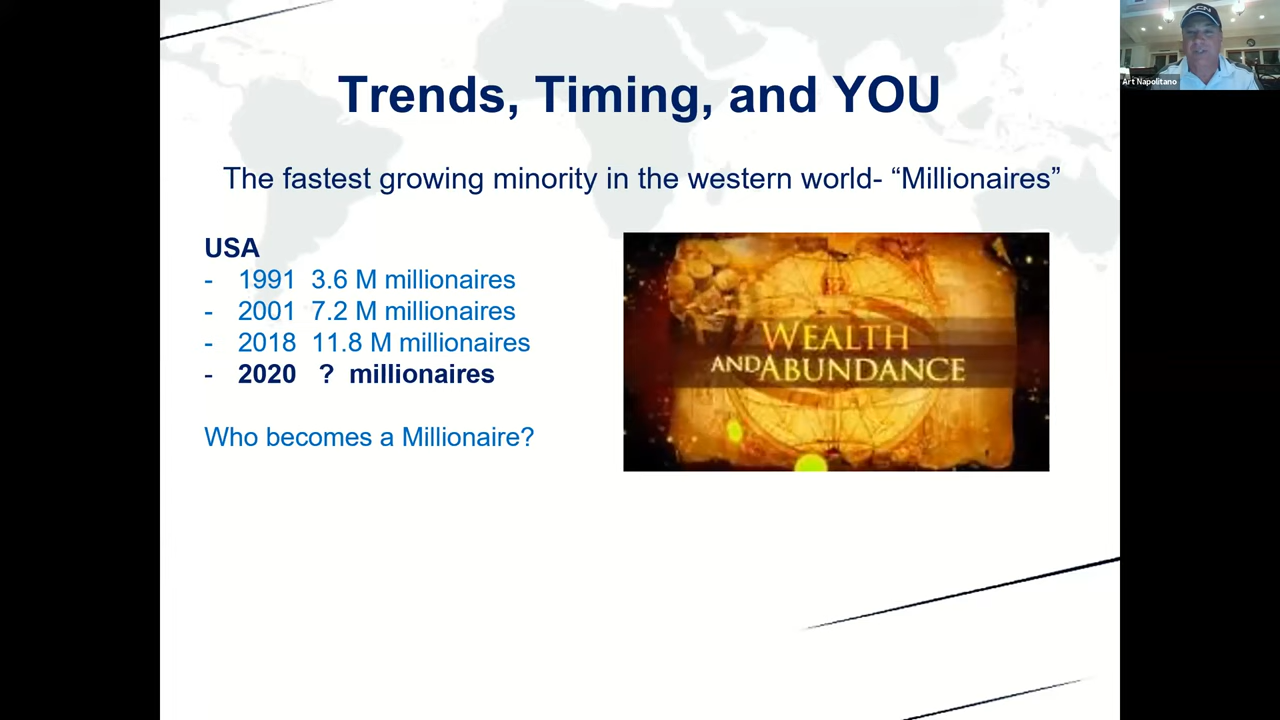 Trends, Timing, and YOU
The fastest growing minority in the western world- “Millionaires”
USA
- 1991 3.6 M millionaires
- 2001 7.2 M millionaires
- 2018 11.8 M millionaires
- 2020 ? millionaires
Who becomes a Millionaire?
WEALTH
AND ABUNDANCE
ACN
Art Napolitano